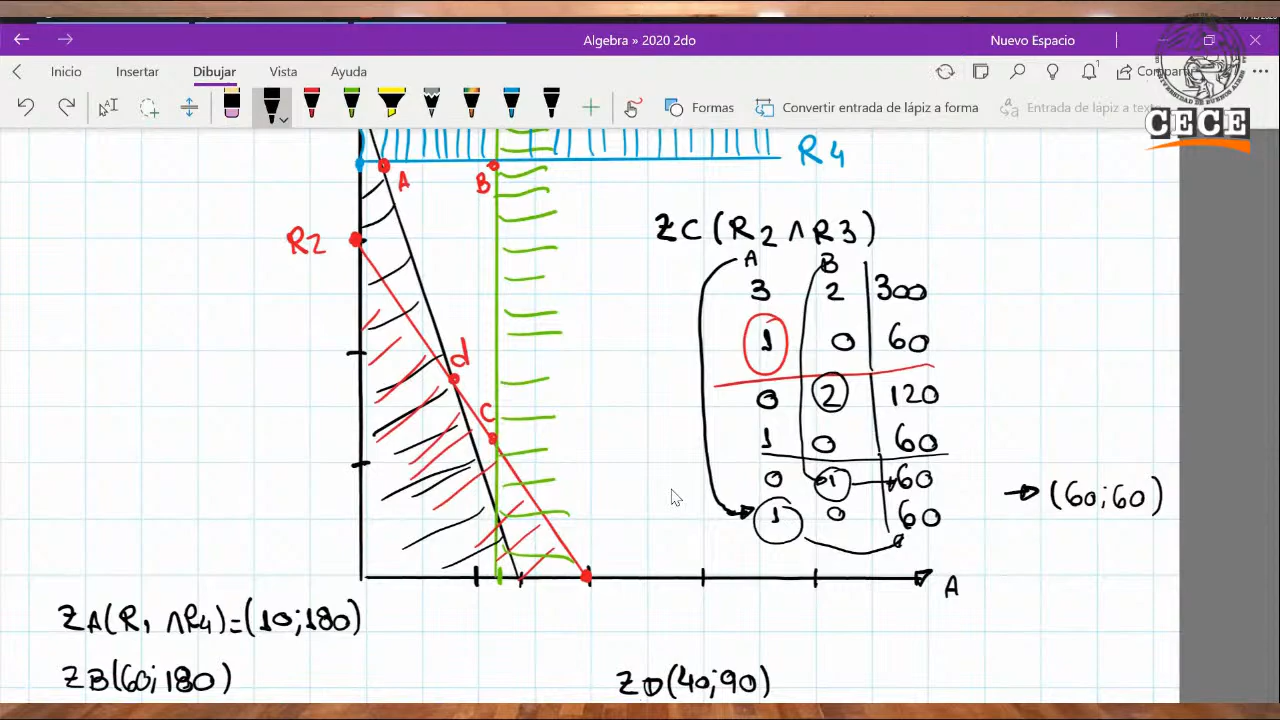 Algebra » 2020 2do
Nuevo Espacio
Inicio Insertar Dibujar Vista Ayuda
Compartir
Formas
Convertir entrada de lápiz a forma
Entrada de lápiz a texto
CECE
R4
A
B
R2
d
C
ZC (R2 ∧ R3)
A B
3 2 300
1 0 60
0 2 120
1 0 60
0 1 60
1 0 60
→ (60;60)
A
ZA(R1 ∧R4)=(10;180)
ZB(60;180)
ZD(40;90)